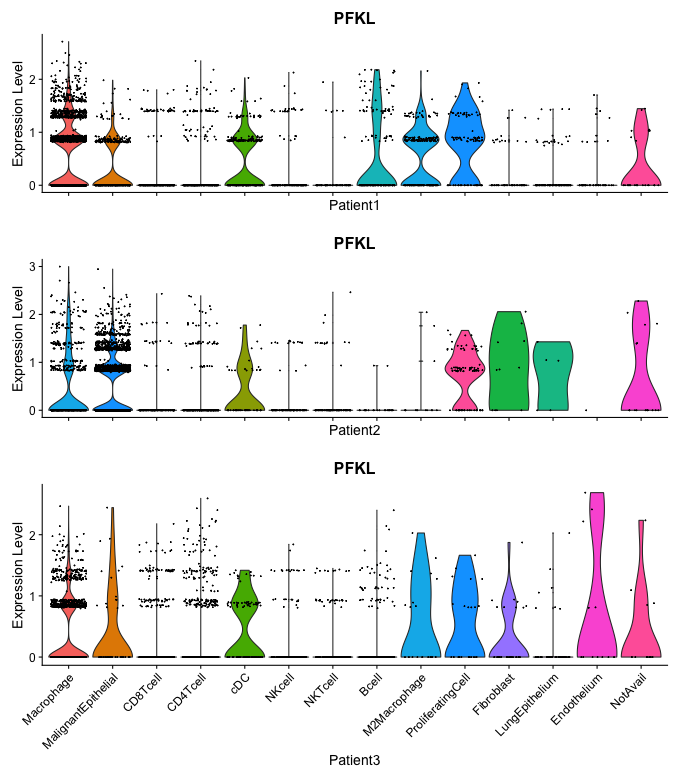 PFKL
Expression Level
2
1
0
Patient1
PFKL
Expression Level
3
2
1
0
Patient2
PFKL
Expression Level
2
1
0
Macrophage
MalignantEpithelial
CD8Tcell
CD4Tcell
cDC
NKcell
NKTcell
Bcell
M2Macrophage
ProliferatingCell
Fibroblast
LungEpithelium
Endothelium
NotAvail
Patient3